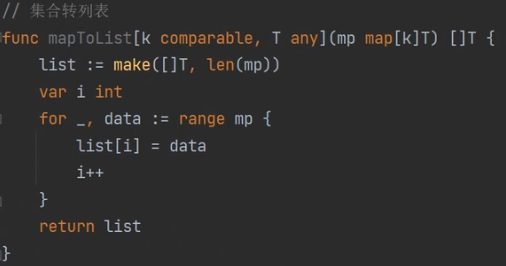 // 集合转列表
func mapToList[k comparable, T any](mp map[k]T) []T {
    list := make([]T, len(mp))
    var i int
    for _, data := range mp {
        list[i] = data
        i++
    }
    return list
}